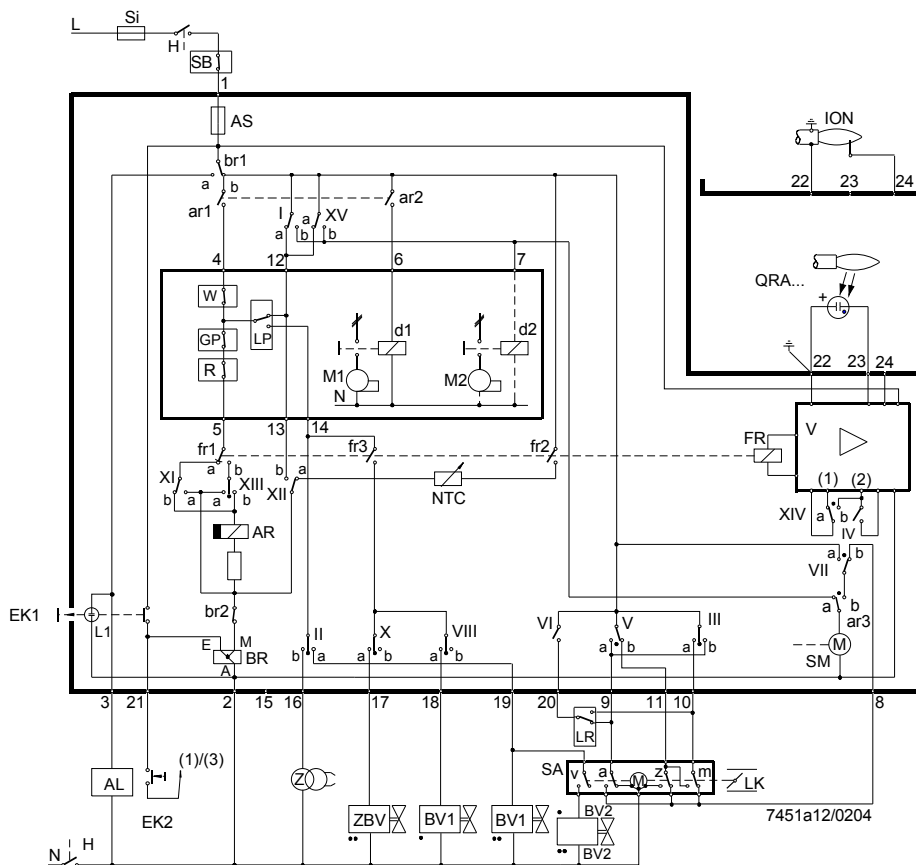 L Si
H
SB
1
AS
ION
22 23 24
br1
a b
ar1 I a XV ar2
a b b
4 12 6 7
QRA...
+
W
LP d1 d2
GP
22 23 24
R
M1 M2
N
5 13 14
V
fr1 fr3 fr2 FR
a b b a
XI XIII XII NTC
b a a b
(1) (2)
XIV a b
IV
AR
a b
VII
EK1 L1 br2
a b
ar3
VI V III
II X VIII
E M
BR
A
b a a b a b a b a b
M
SM
3 21 2 15 16 17 18 19 20 9 11 10 8
LR
(1)/(3)
SA v a M z m
AL Z LK
EK2
7451a12/0204
ZBV BV1 BV1 BV2
BV2
N H